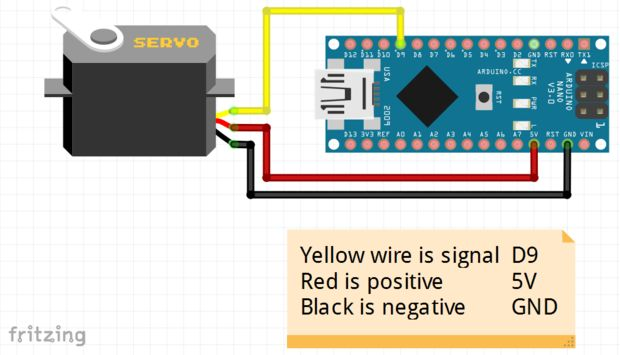 SERVO
D12 D11 D10 D9 D8 D7 D6 D5 D4 D3 D2 GND RST RX0 TX1
USA
2009
ARDUINO.CC
RST
TX
RX
PWR
L
ARDUINO
NANO
V3.0
ICSP
1
D13 3V3 REF A0 A1 A2 A3 A4 A5 A6 A7 5V RST GND VIN
Yellow wire is signal D9
Red is positive 5V
Black is negative GND
fritzing